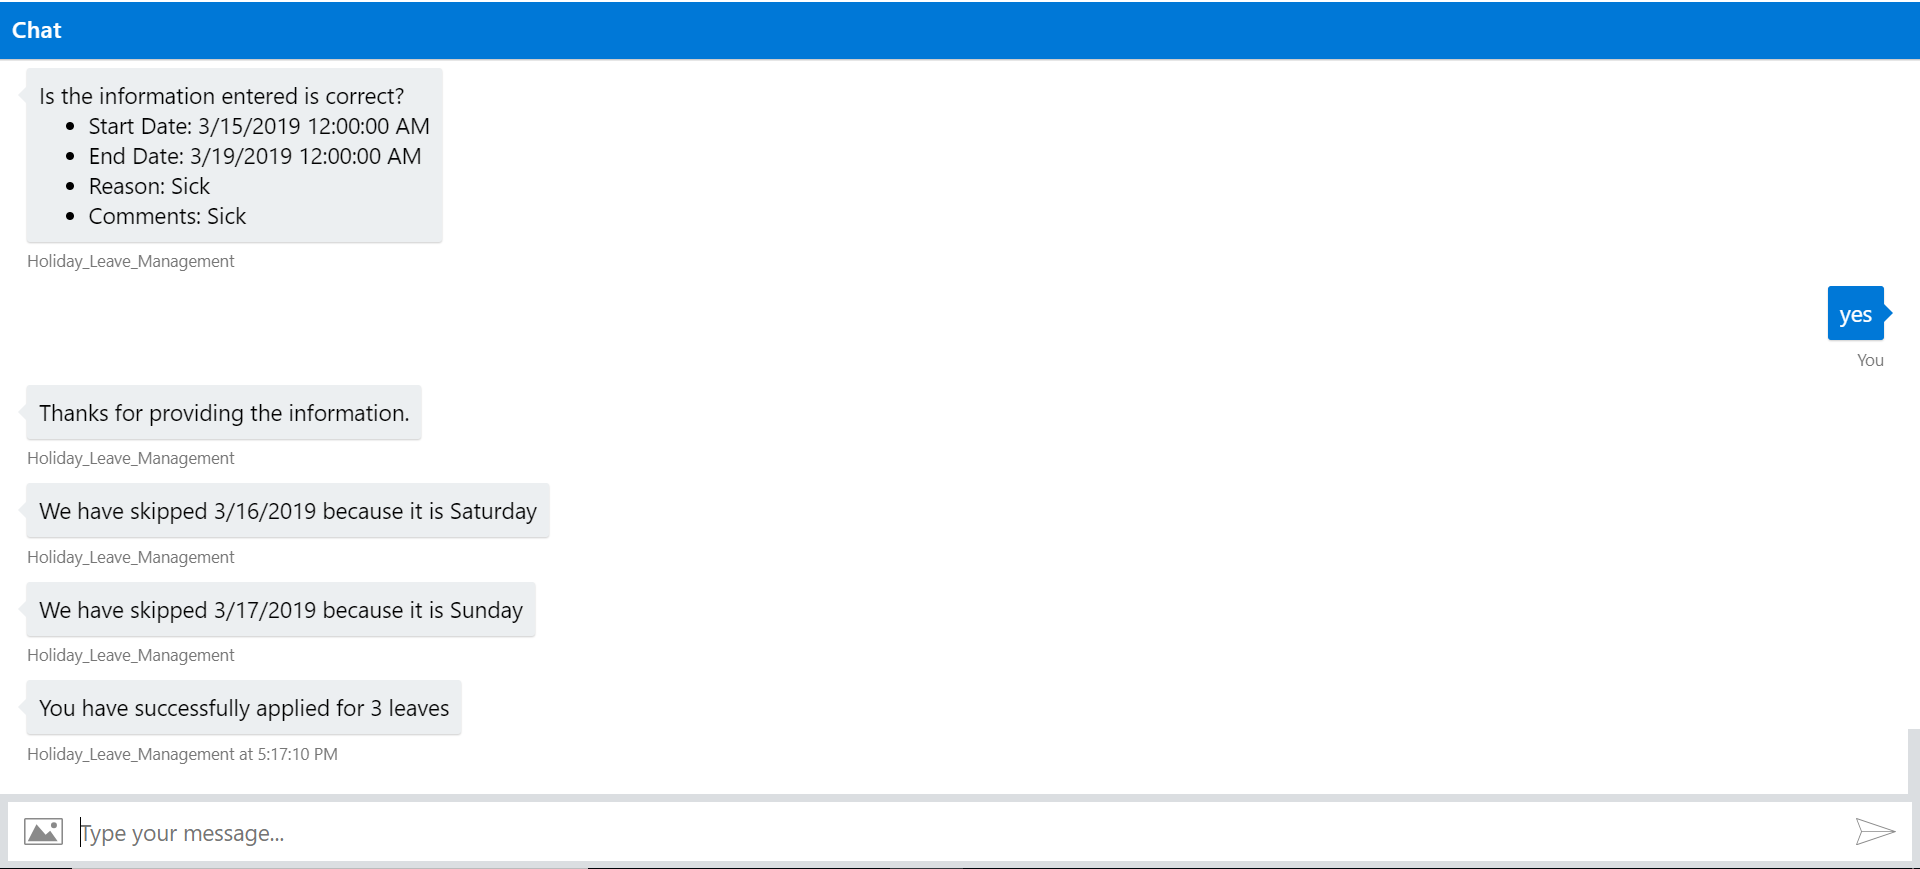 Chat
Is the information entered is correct?
Start Date: 3/15/2019 12:00:00 AM
End Date: 3/19/2019 12:00:00 AM
Reason: Sick
Comments: Sick
Holiday_Leave_Management
yes
You
Thanks for providing the information.
Holiday_Leave_Management
We have skipped 3/16/2019 because it is Saturday
Holiday_Leave_Management
We have skipped 3/17/2019 because it is Sunday
Holiday_Leave_Management
You have successfully applied for 3 leaves
Holiday_Leave_Management at 5:17:10 PM
Type your message...